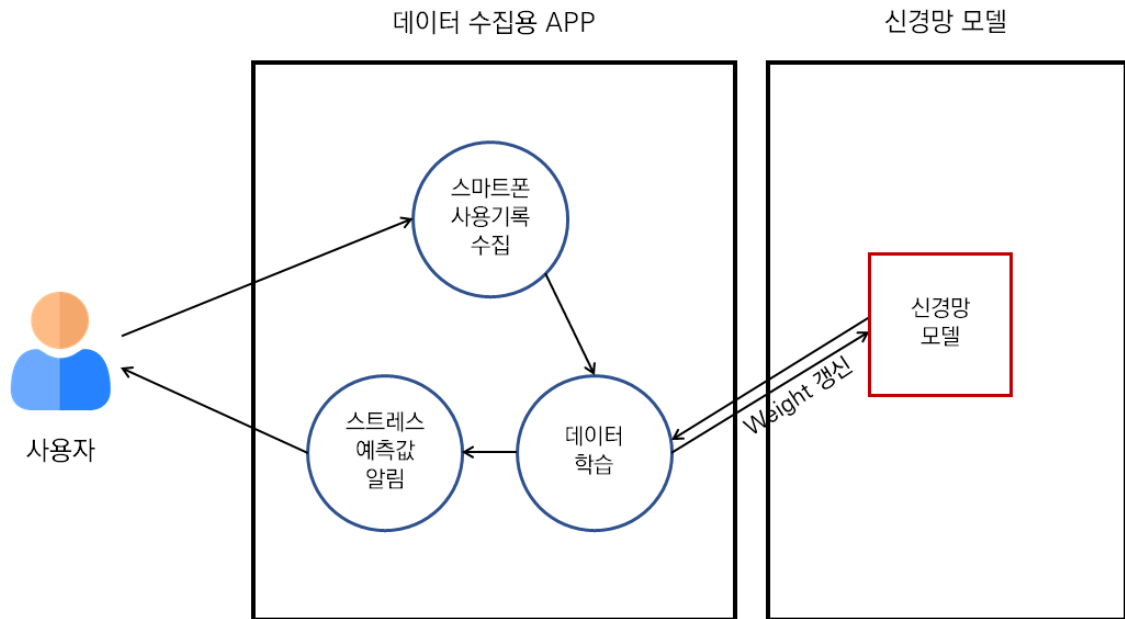 데이터 수집용 APP
신경망 모델
스마트폰
사용기록
수집
신경망
모델
Weight 갱신
스트레스
예측값
알림
데이터
학습
사용자